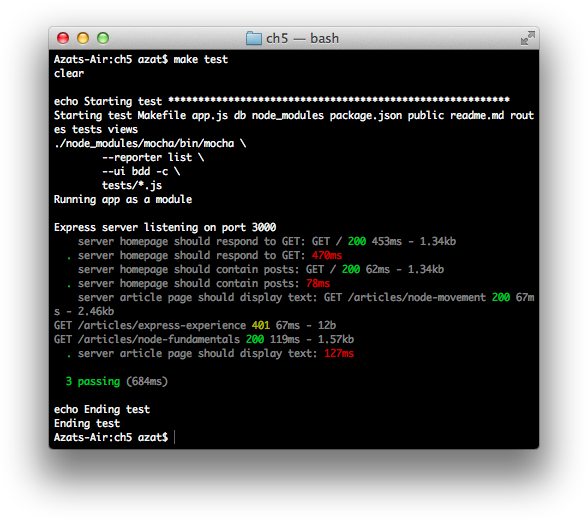 ch5 — bash
Azats-Air:ch5 azat$ make test
clear
echo Starting test *********************************************************
Starting test Makefile app.js db node_modules package.json public readme.md rout
es tests views
./node_modules/mocha/bin/mocha \
--reporter list \
--ui bdd -c \
tests/*.js
Running app as a module
Express server listening on port 3000
server homepage should respond to GET: GET / 200 453ms - 1.34kb
. server homepage should respond to GET: 470ms
server homepage should contain posts: GET / 200 62ms - 1.34kb
. server homepage should contain posts: 78ms
server article page should display text: GET /articles/node-movement 200 67m
s - 2.46kb
GET /articles/express-experience 401 67ms - 12b
GET /articles/node-fundamentals 200 119ms - 1.57kb
. server article page should display text: 127ms
3 passing (684ms)
echo Ending test
Ending test
Azats-Air:ch5 azat$